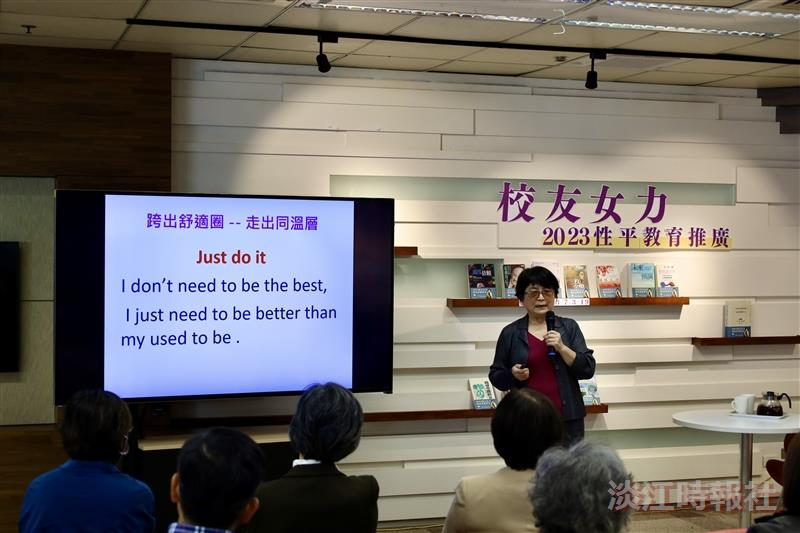 校友女力
2023性平教育推廣
跨出舒適圈 -- 走出同溫層
Just do it
I don't need to be the best,
I just need to be better than
my used to be .
淡江時報社